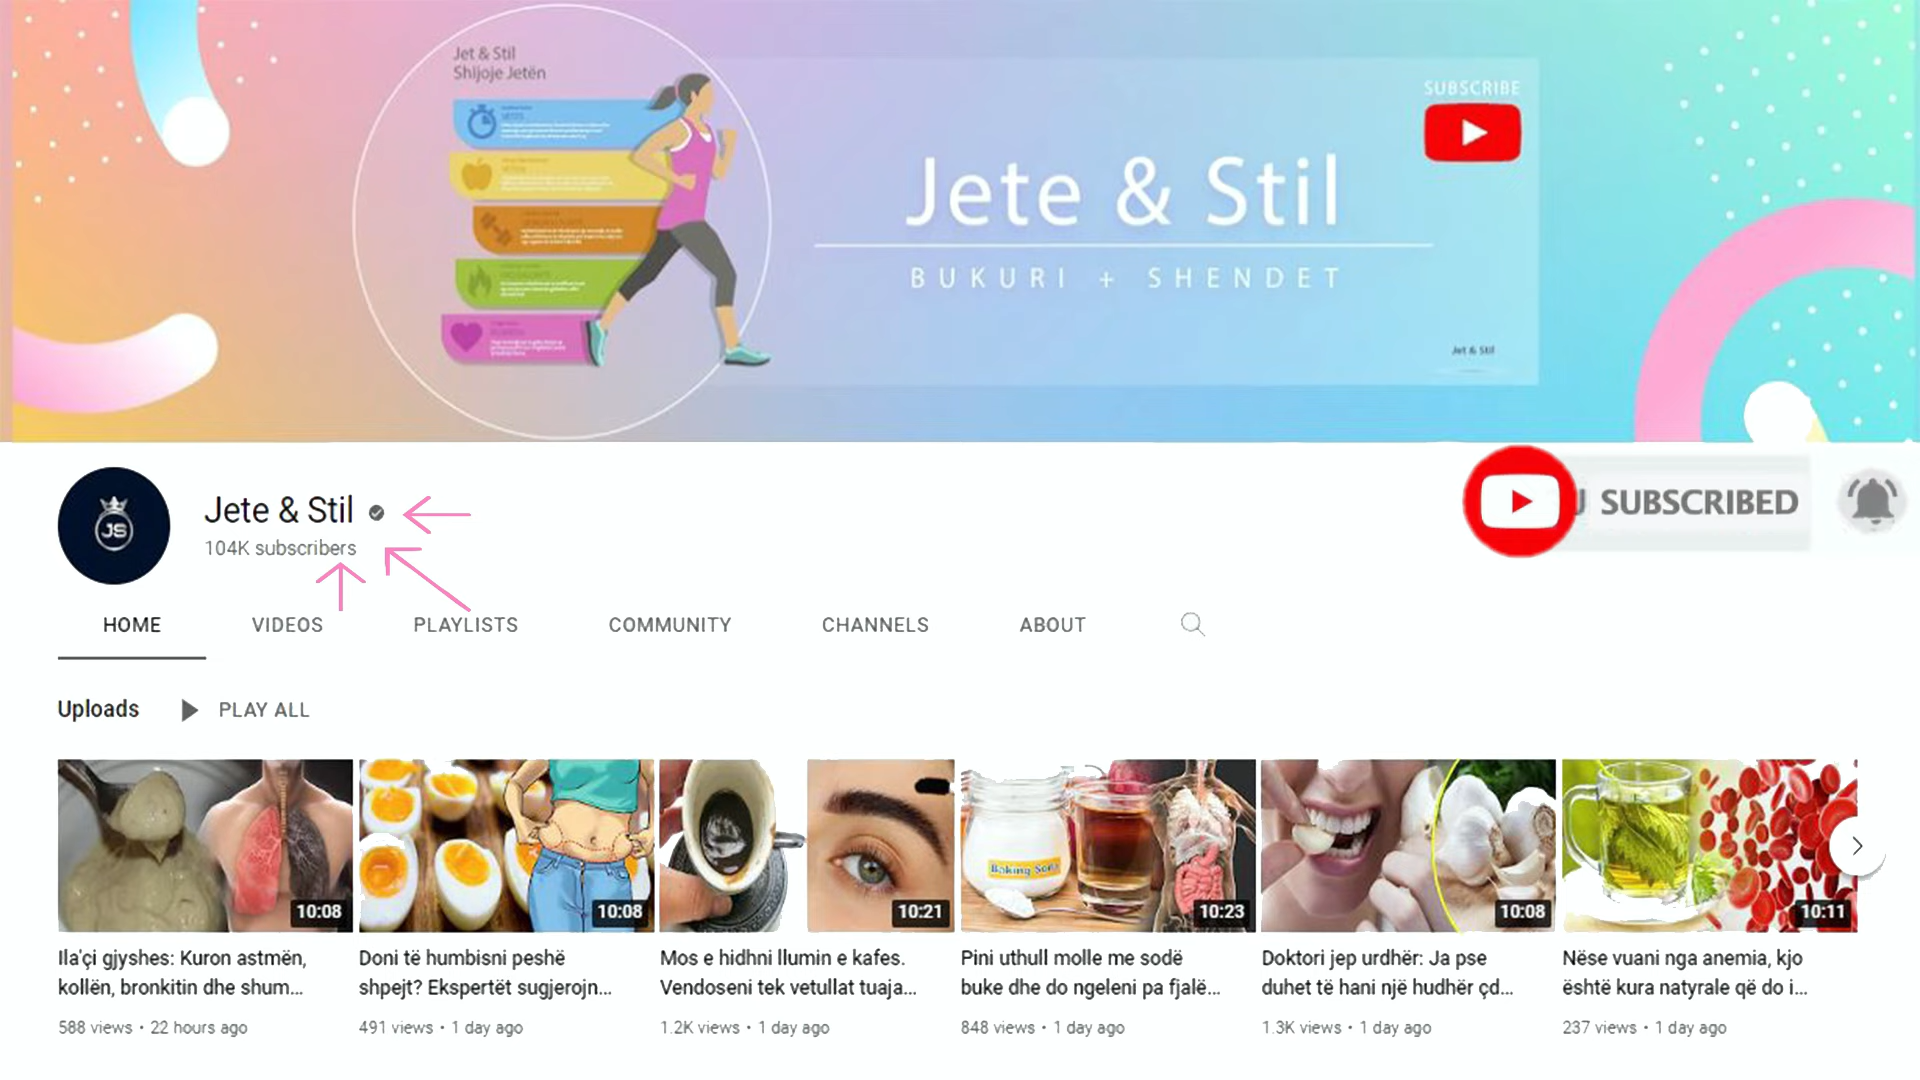 Jet & Stil
Shijoje Jetën
SUBSCRIBE
Jete & Stil
BUKURI + SHENDET
Jet & Stil
JS
Jete & Stil
104K subscribers
SUBSCRIBED
HOME VIDEOS PLAYLISTS COMMUNITY CHANNELS ABOUT
Uploads PLAY ALL
Baking Soda
10:08 10:08 10:21 10:23 10:08 10:11
Ila'çi gjyshes: Kuron astmën,
kollën, bronkitin dhe shum...
588 views • 22 hours ago
Doni të humbisni peshë
shpejt? Ekspertët sugjerojn...
491 views • 1 day ago
Mos e hidhni llumin e kafes.
Vendoseni tek vetullat tuaja...
1.2K views • 1 day ago
Pini uthull molle me sodë
buke dhe do ngeleni pa fjalë...
848 views • 1 day ago
Doktori jep urdhër: Ja pse
duhet të hani një hudhër çd...
1.3K views • 1 day ago
Nëse vuani nga anemia, kjo
është kura natyrale që do i...
237 views • 1 day ago